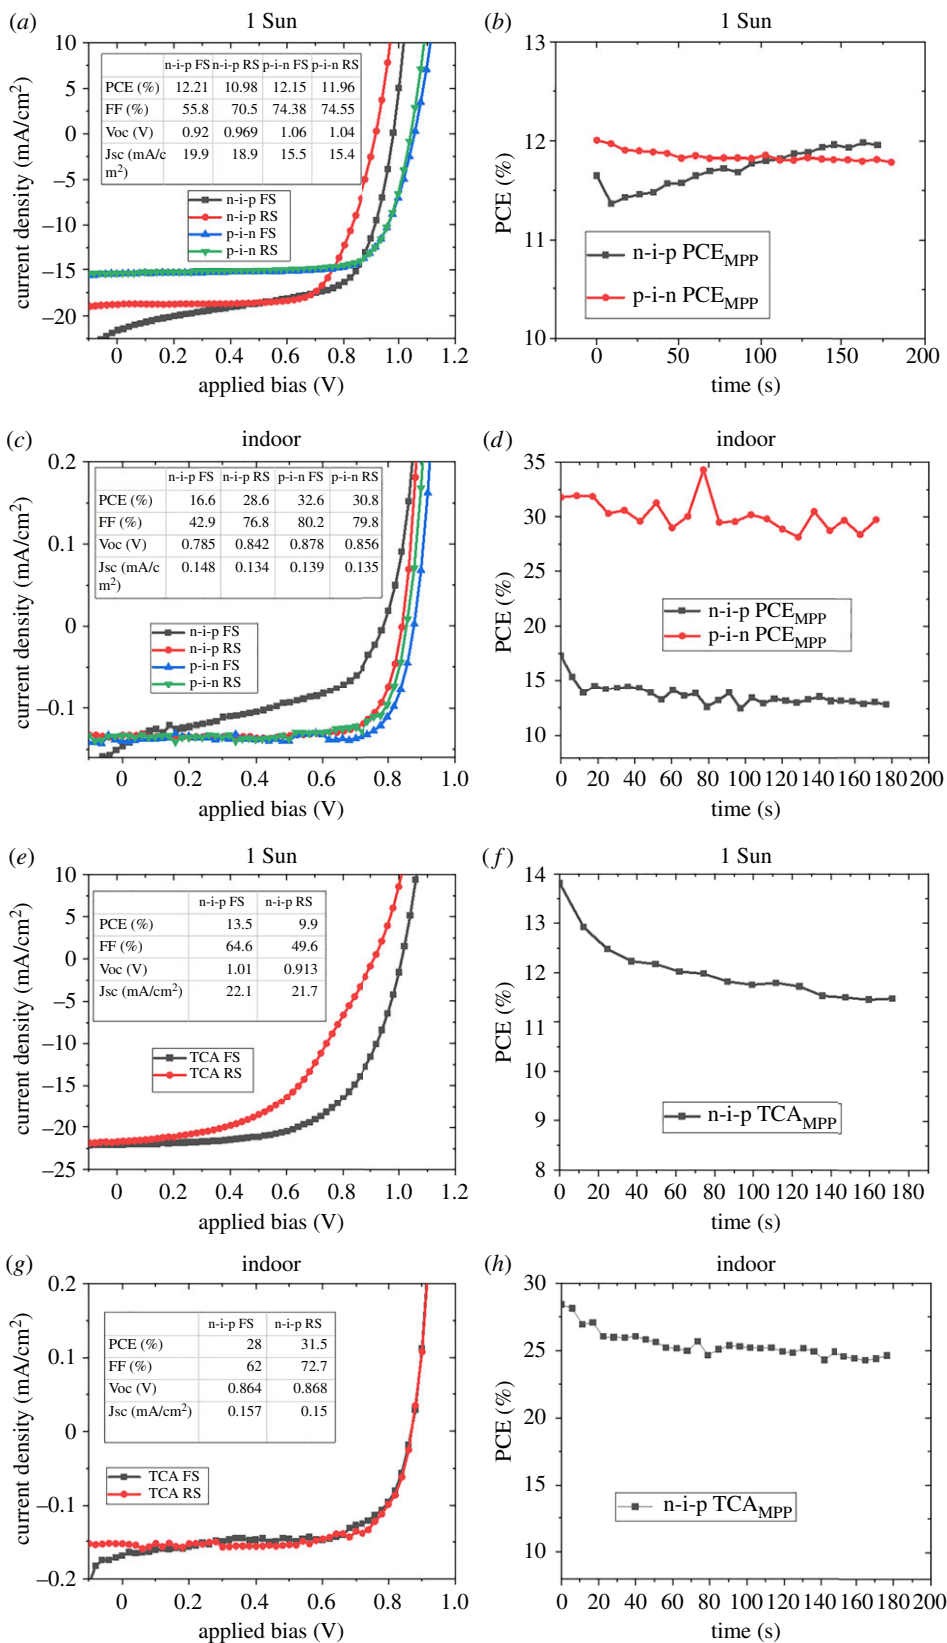 (a) 1 Sun
10
5
0
−5
−10
−15
−20
current density (mA/cm²)
n-i-p FS n-i-p RS p-i-n FS p-i-n RS
PCE (%) 12.21 10.98 12.15 11.96
FF (%) 55.8 70.5 74.38 74.55
Voc (V) 0.92 0.969 1.06 1.04
Jsc (mA/c 19.9 18.9 15.5 15.4
m²)
n-i-p FS
n-i-p RS
p-i-n FS
p-i-n RS
0 0.2 0.4 0.6 0.8 1.0 1.2
applied bias (V)
(b) 1 Sun
13
12
11
10
PCE (%)
n-i-p PCE_MPP
p-i-n PCE_MPP
0 50 100 150 200
time (s)
(c) indoor
0.2
0.1
0
−0.1
current density (mA/cm²)
n-i-p FS n-i-p RS p-i-n FS p-i-n RS
PCE (%) 16.6 28.6 32.6 30.8
FF (%) 42.9 76.8 80.2 79.8
Voc (V) 0.785 0.842 0.878 0.856
Jsc (mA/c 0.148 0.134 0.139 0.135
m²)
n-i-p FS
n-i-p RS
p-i-n FS
p-i-n RS
0 0.2 0.4 0.6 0.8 1.0
applied bias (V)
(d) indoor
35
30
25
20
15
10
PCE (%)
n-i-p PCE_MPP
p-i-n PCE_MPP
0 20 40 60 80 100 120 140 160 180 200
time (s)
(e) 1 Sun
10
5
0
−5
−10
−15
−20
−25
current density (mA/cm²)
n-i-p FS n-i-p RS
PCE (%) 13.5 9.9
FF (%) 64.6 49.6
Voc (V) 1.01 0.913
Jsc (mA/cm²) 22.1 21.7
TCA FS
TCA RS
0 0.2 0.4 0.6 0.8 1.0 1.2
applied bias (V)
(f) 1 Sun
14
13
12
11
10
9
8
PCE (%)
n-i-p TCA_MPP
0 20 40 60 80 100 120 140 160 180
time (s)
(g) indoor
0.2
0.1
0
−0.1
−0.2
current density (mA/cm²)
n-i-p FS n-i-p RS
PCE (%) 28 31.5
FF (%) 62 72.7
Voc (V) 0.864 0.868
Jsc (mA/cm²) 0.157 0.15
TCA FS
TCA RS
0 0.2 0.4 0.6 0.8 1.0
applied bias (V)
(h) indoor
30
25
20
15
10
PCE (%)
n-i-p TCA_MPP
0 20 40 60 80 100 120 140 160 180 200
time (s)